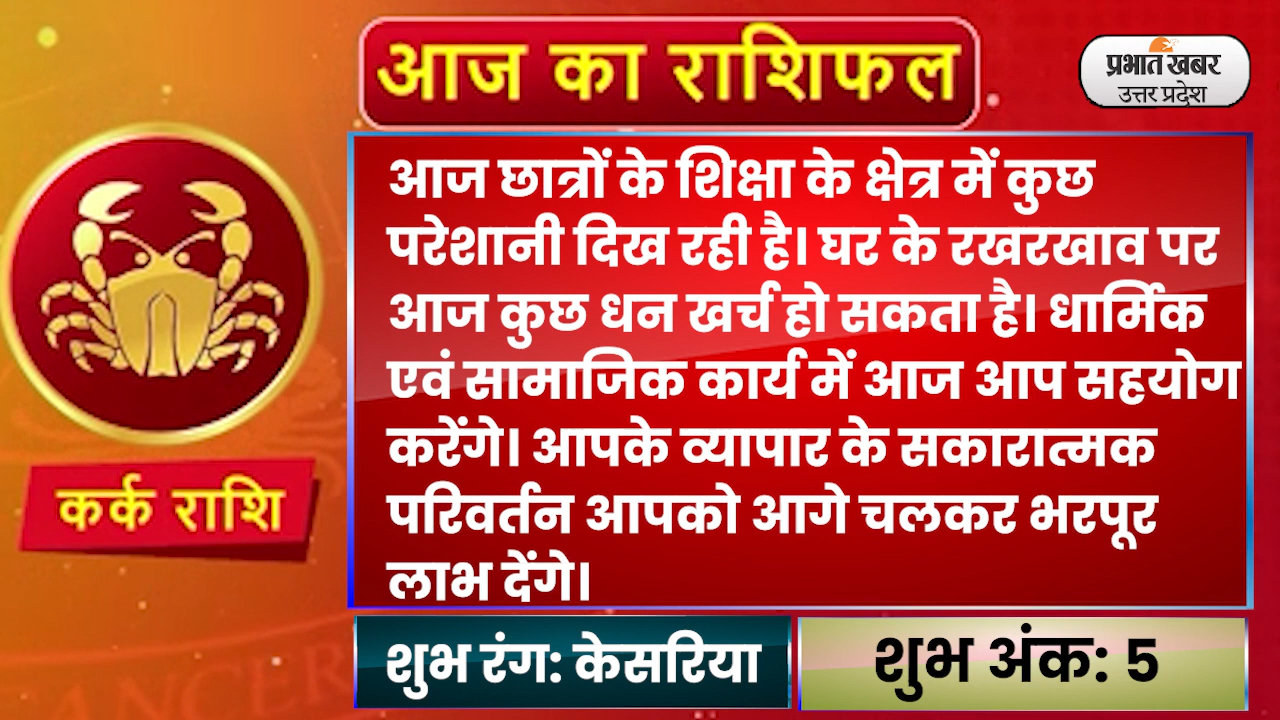 आज का राशिफल
प्रभात खबर
उत्तर प्रदेश
आज छात्रों के शिक्षा के क्षेत्र में कुछ
परेशानी दिख रही है। घर के रखरखाव पर
आज कुछ धन खर्च हो सकता है। धार्मिक
एवं सामाजिक कार्य में आज आप सहयोग
करेंगे। आपके व्यापार के सकारात्मक
परिवर्तन आपको आगे चलकर भरपूर
लाभ देंगे।
कर्क राशि
शुभ रंग: केसरिया
शुभ अंक: 5
CANCER